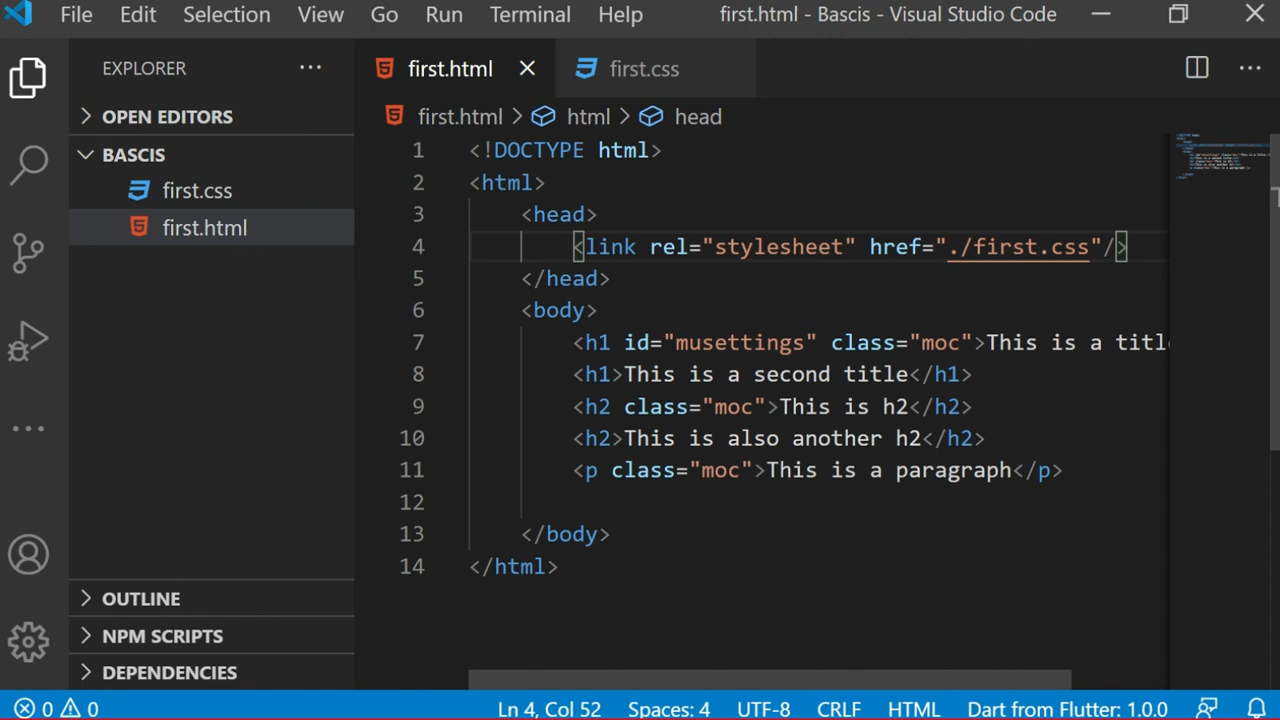 File Edit Selection View Go Run Terminal Help first.html - Bascis - Visual Studio Code
EXPLORER
OPEN EDITORS
BASCIS
first.css
first.html
OUTLINE
NPM SCRIPTS
DEPENDENCIES
first.html first.css
first.html > html > head
1 <!DOCTYPE html>
2 <html>
3 <head>
4 <link rel="stylesheet" href="./first.css"/>
5 </head>
6 <body>
7 <h1 id="musettings" class="moc">This is a titl
8 <h1>This is a second title</h1>
9 <h2 class="moc">This is h2</h2>
10 <h2>This is also another h2</h2>
11 <p class="moc">This is a paragraph</p>
12
13 </body>
14 </html>
0 0 Ln 4, Col 52 Spaces: 4 UTF-8 CRLF HTML Dart from Flutter: 1.0.0